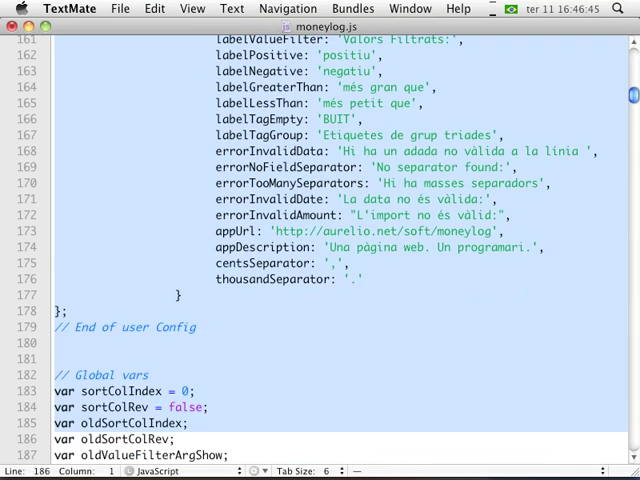 TextMate File Edit View Text Navigation Bundles Window Help ter 11 16:46:45
moneylog.js
161 labelValueFilter: 'Valors Filtrats:',
162 labelPositive: 'positiu',
163 labelNegative: 'negatiu',
164 labelGreaterThan: 'més gran que',
165 labelLessThan: 'més petit que',
166 labelTagEmpty: 'BUIT',
167 labelTagGroup: 'Etiquetes de grup triades',
168 errorInvalidData: 'Hi ha un adada no vàlida a la línia ',
169 errorNoFieldSeparator: 'No separator found:',
170 errorTooManySeparators: 'Hi ha masses separadors',
171 errorInvalidDate: 'La data no és vàlida:',
172 errorInvalidAmount: "L'import no és vàlid:",
173 appUrl: 'http://aurelio.net/soft/moneylog',
174 appDescription: 'Una pàgina web. Un programari.',
175 centsSeparator: ',',
176 thousandSeparator: '.'
177 }
178 };
179 // End of user Config
180
181
182 // Global vars
183 var sortColIndex = 0;
184 var sortColRev = false;
185 var oldSortColIndex;
186 var oldSortColRev;
187 var oldValueFilterArgShow;
Line: 186 Column: 1 JavaScript Tab Size: 6 —